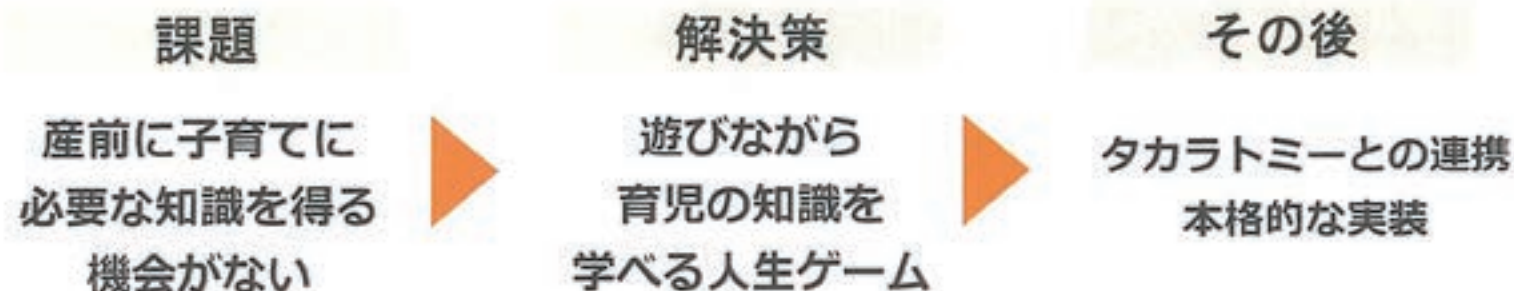 課題
産前に子育てに
必要な知識を得る
機会がない
解決策
遊びながら
育児の知識を
学べる人生ゲーム
その後
タカラトミーとの連携
本格的な実装